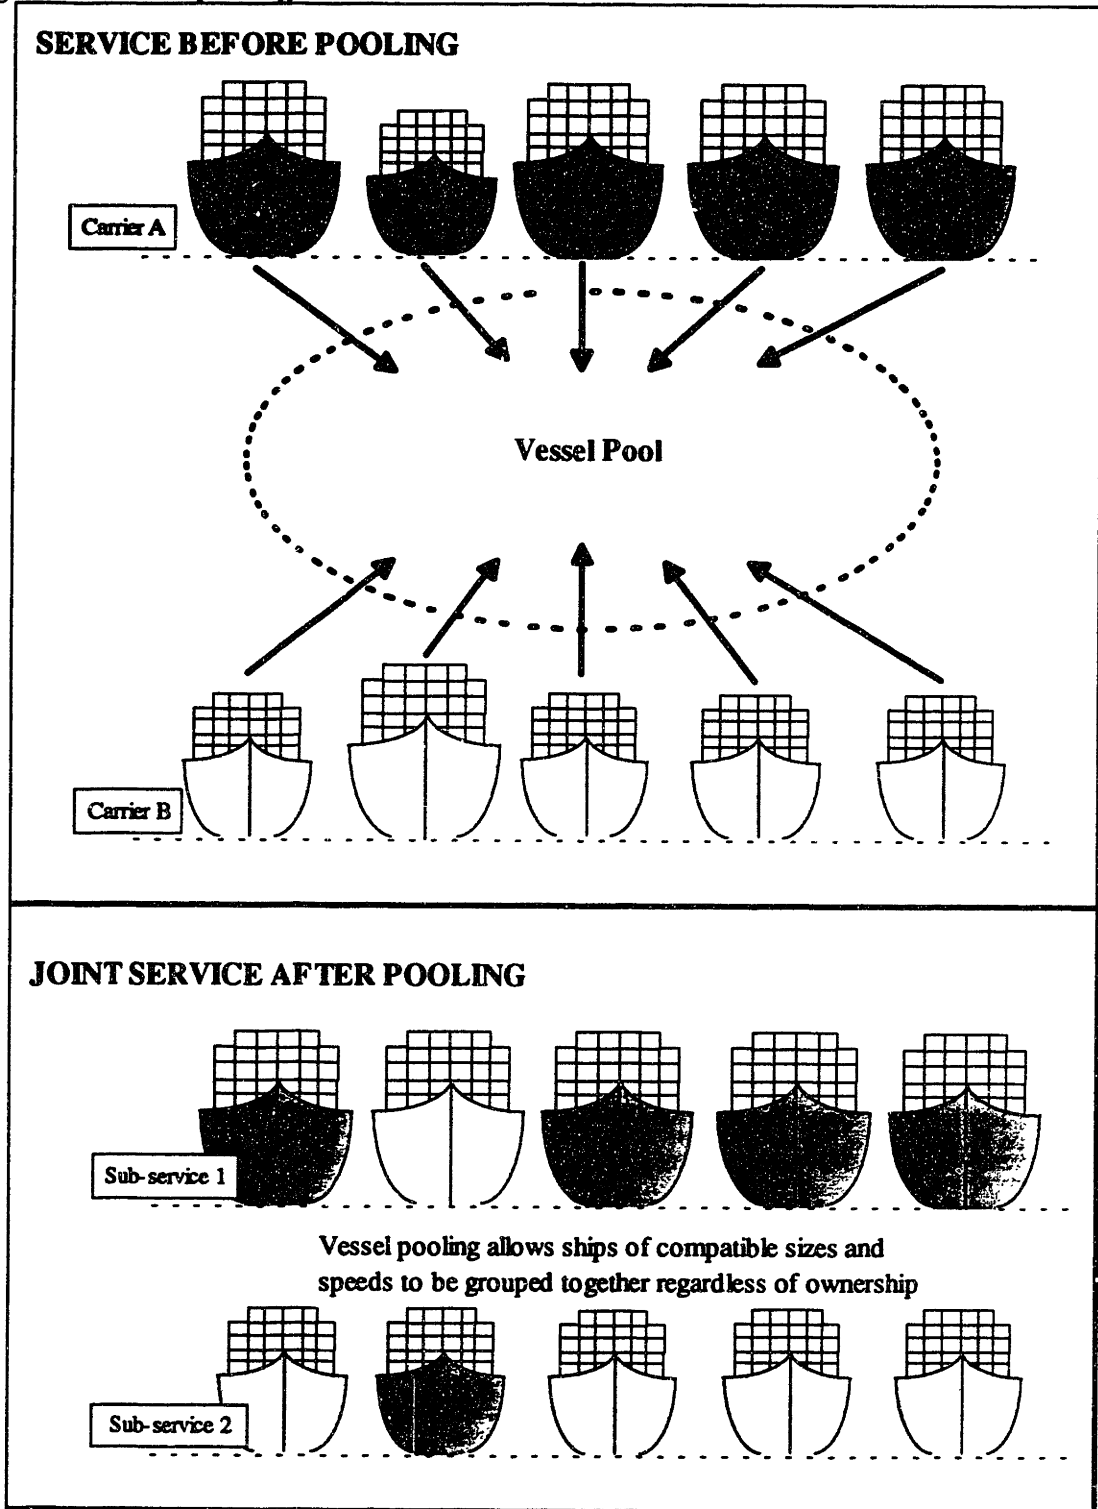 SERVICE BEFORE POOLING
Carrier A
Vessel Pool
Carrier B
JOINT SERVICE AFTER POOLING
Sub-service 1
Vessel pooling allows ships of compatible sizes and
speeds to be grouped together regardless of ownership
Sub-service 2